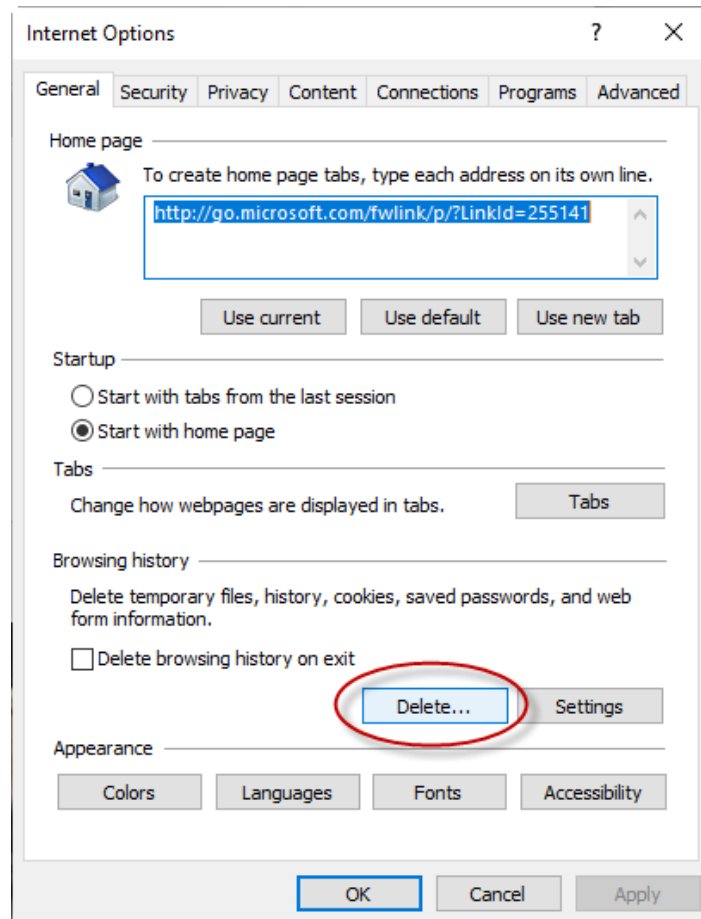 Internet Options ?
General Security Privacy Content Connections Programs Advanced
Home page
To create home page tabs, type each address on its own line.
http://go.microsoft.com/fwlink/p/?LinkId=255141
Use current Use default Use new tab
Startup
Start with tabs from the last session
Start with home page
Tabs
Change how webpages are displayed in tabs. Tabs
Browsing history
Delete temporary files, history, cookies, saved passwords, and web
form information.
Delete browsing history on exit
Delete... Settings
Appearance
Colors Languages Fonts Accessibility
OK Cancel Apply